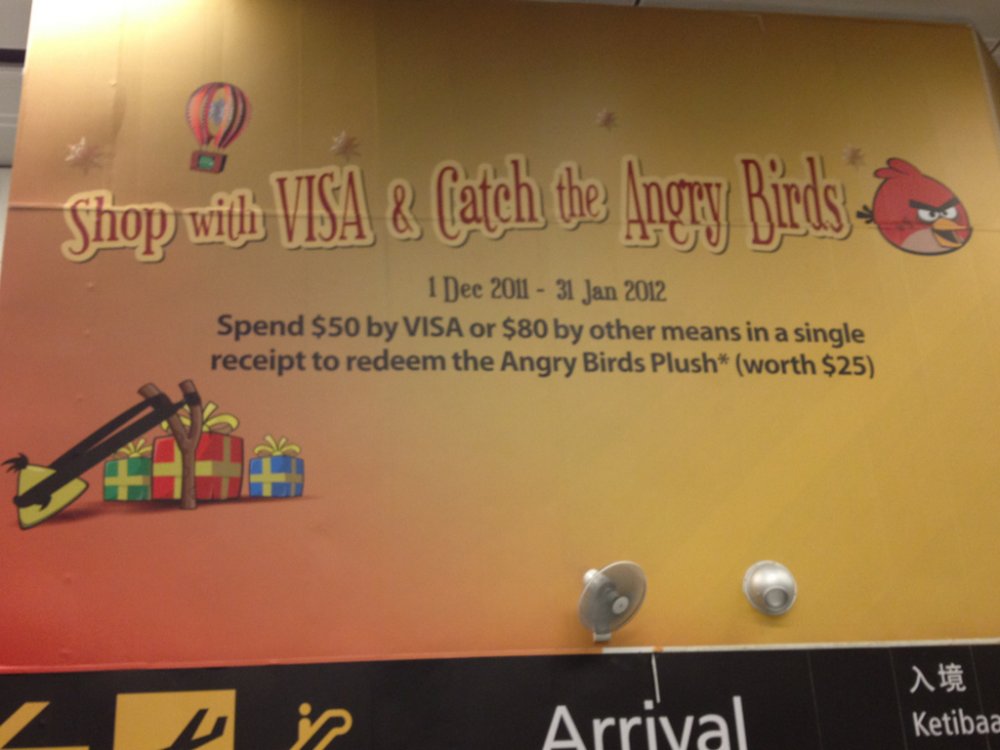 Shop with VISA & Catch the Angry Birds
1 Dec 2011 - 31 Jan 2012
Spend $50 by VISA or $80 by other means in a single
receipt to redeem the Angry Birds Plush* (worth $25)
Arrival
入境
Ketibaa